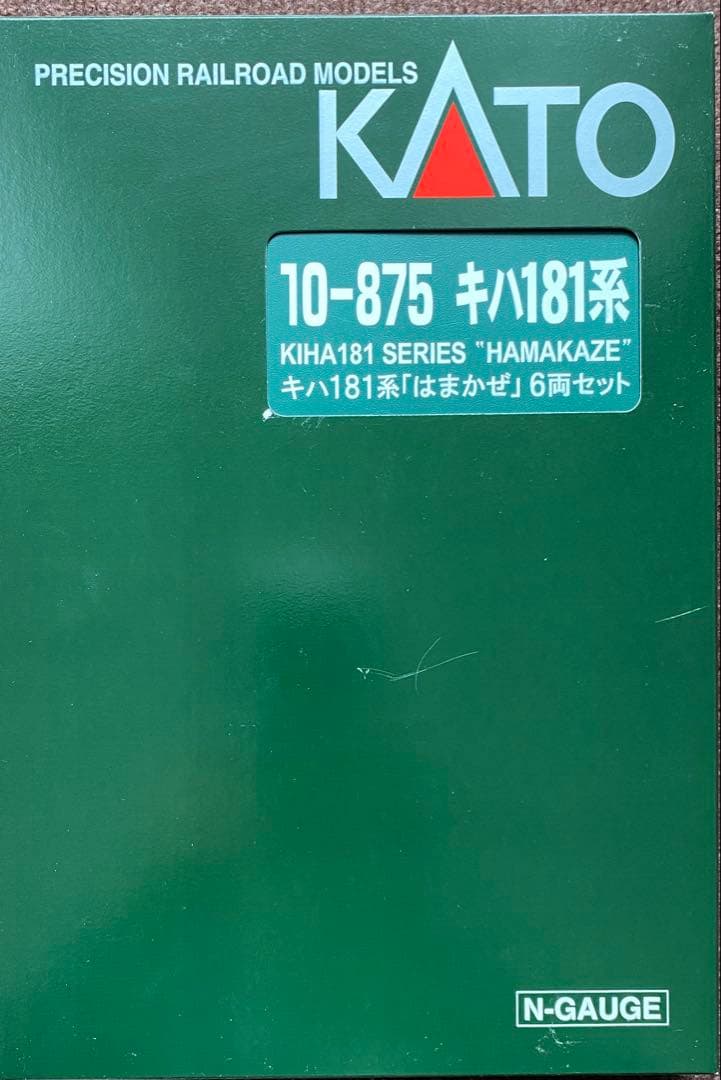 PRECISION RAILROAD MODELS
KATO
10-875 キハ181系
KIHA181 SERIES "HAMAKAZE"
キハ181系「はまかぜ」6両セット
N-GAUGE